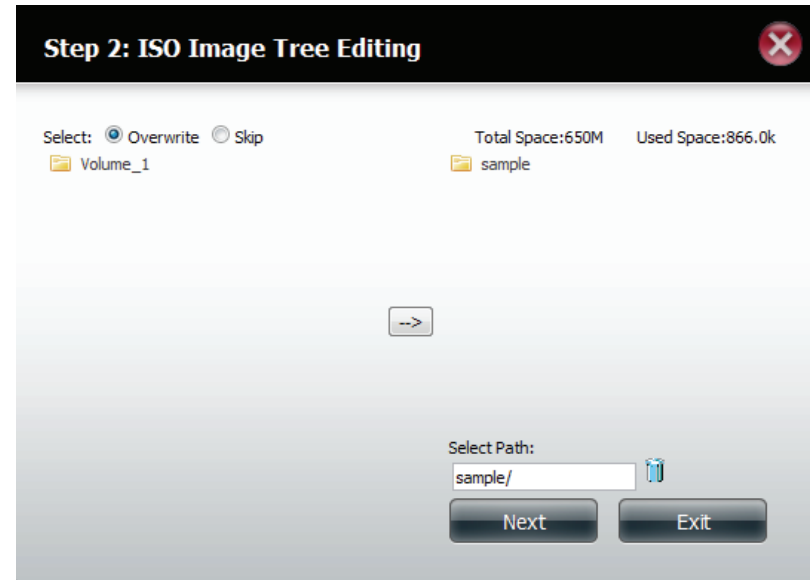 Step 2: ISO Image Tree Editing
Select: Overwrite Skip
Total Space:650M Used Space:866.0k
Volume_1
sample
-->
Select Path:
sample/
Next
Exit